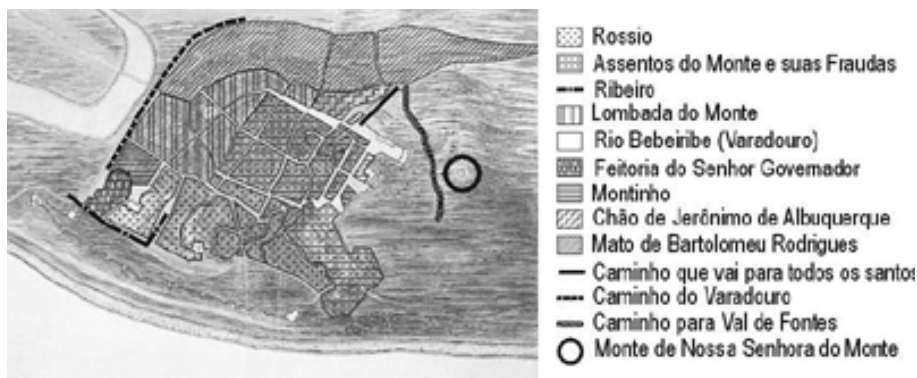 Rossio
Assentos do Monte e suas Fraudas
Ribeiro
Lombada do Monte
Rio Bebeiribe (Varadouro)
Feitoria do Senhor Governador
Montinho
Chão de Jerônimo de Albuquerque
Mato de Bartolomeu Rodrigues
Caminho que vai para todos os santos
Caminho do Varadouro
Caminho para Val de Fontes
Monte de Nossa Senhora do Monte